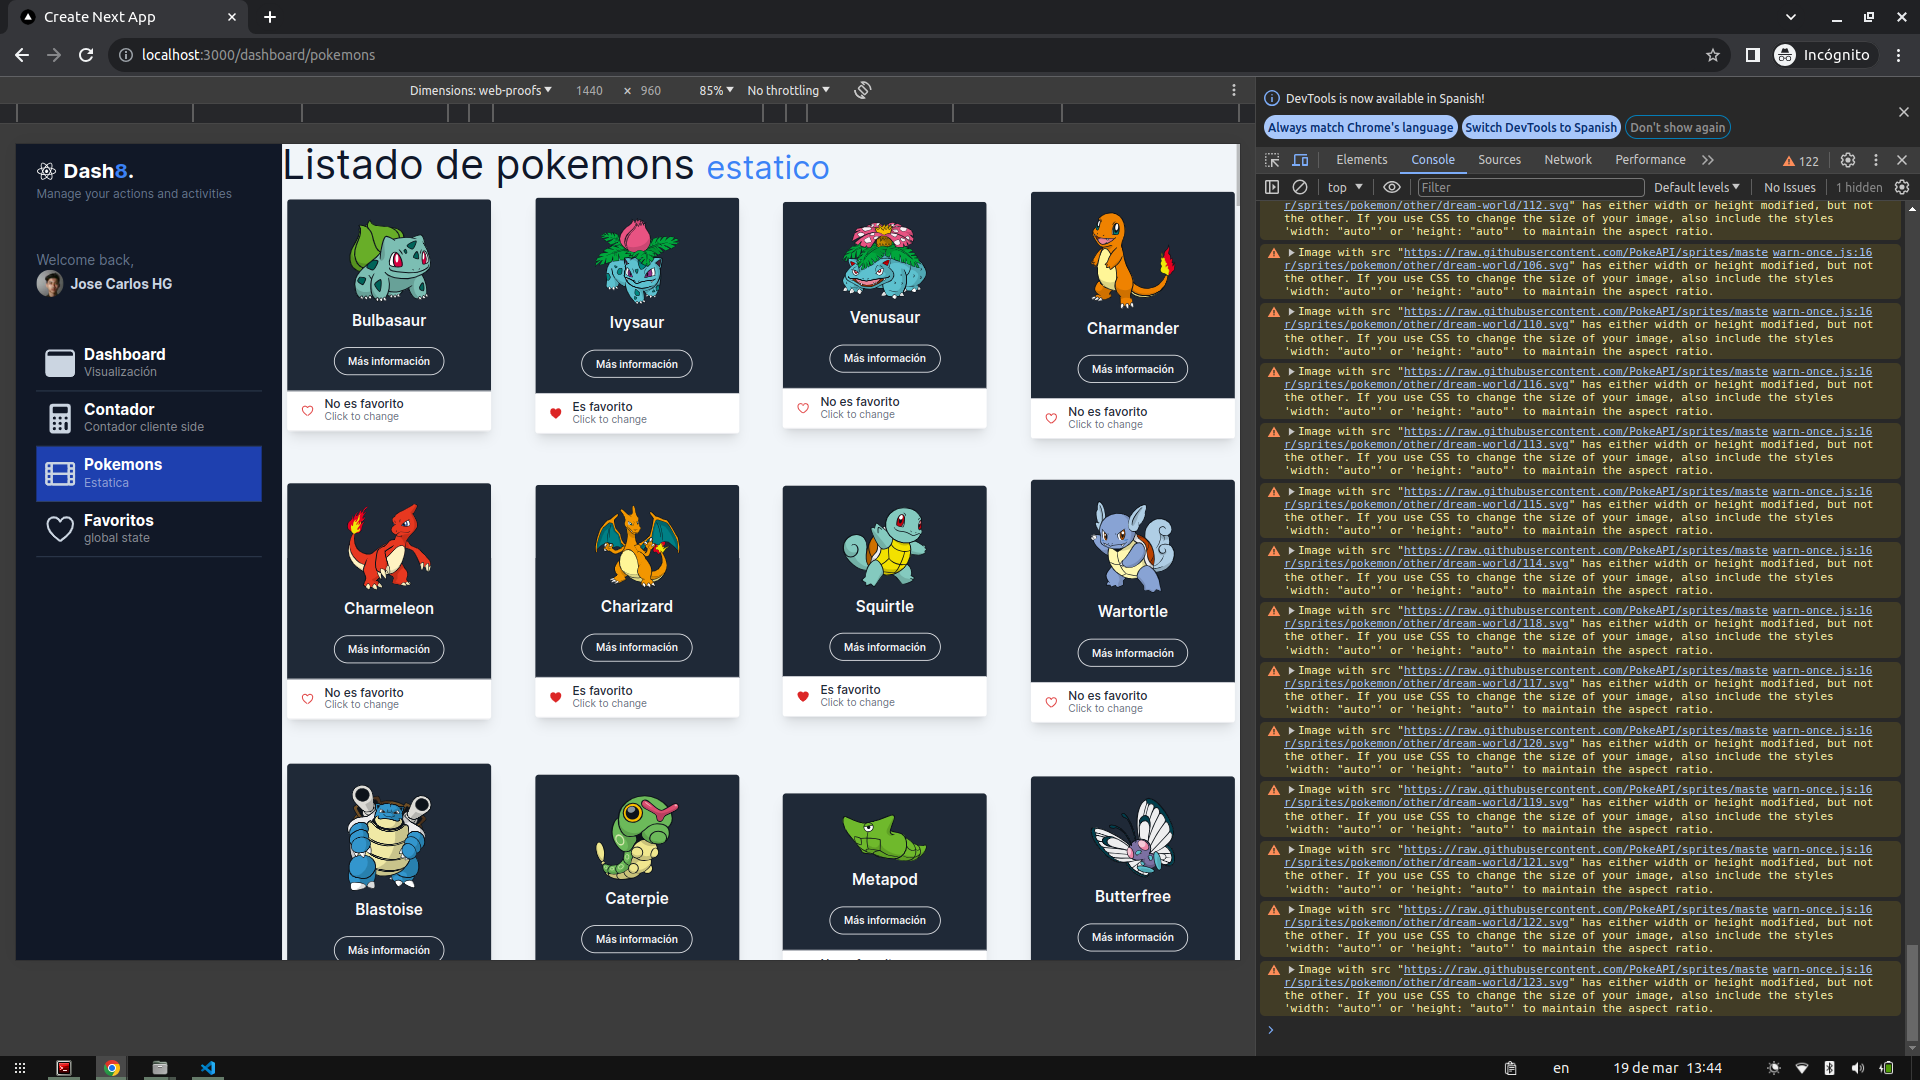 Create Next App
localhost:3000/dashboard/pokemons
Incógnito
Dimensions: web-proofs
1440 × 960
85%
No throttling
Dash8.
Manage your actions and activities
Welcome back,
Jose Carlos HG
Dashboard
Visualización
Contador
Contador cliente side
Pokemons
Estatica
Favoritos
global state
Listado de pokemons estatico
Bulbasaur
Más información
No es favorito
Click to change
Ivysaur
Más información
Es favorito
Click to change
Venusaur
Más información
No es favorito
Click to change
Charmander
Más información
No es favorito
Click to change
Charmeleon
Más información
No es favorito
Click to change
Charizard
Más información
Es favorito
Click to change
Squirtle
Más información
Es favorito
Click to change
Wartortle
Más información
No es favorito
Click to change
Blastoise
Más información
Caterpie
Más información
Metapod
Más información
Butterfree
Más información
DevTools is now available in Spanish!
Always match Chrome's language
Switch DevTools to Spanish
Don't show again
Elements
Console
Sources
Network
Performance
122
top
Filter
Default levels
No Issues
1 hidden
r/sprites/pokemon/other/dream-world/112.svg" has either width or height modified, but not
the other. If you use CSS to change the size of your image, also include the styles
'width: "auto"' or 'height: "auto"' to maintain the aspect ratio.
Image with src "https://raw.githubusercontent.com/PokeAPI/sprites/maste warn-once.js:16
r/sprites/pokemon/other/dream-world/106.svg" has either width or height modified, but not
the other. If you use CSS to change the size of your image, also include the styles
'width: "auto"' or 'height: "auto"' to maintain the aspect ratio.
Image with src "https://raw.githubusercontent.com/PokeAPI/sprites/maste warn-once.js:16
r/sprites/pokemon/other/dream-world/110.svg" has either width or height modified, but not
the other. If you use CSS to change the size of your image, also include the styles
'width: "auto"' or 'height: "auto"' to maintain the aspect ratio.
Image with src "https://raw.githubusercontent.com/PokeAPI/sprites/maste warn-once.js:16
r/sprites/pokemon/other/dream-world/116.svg" has either width or height modified, but not
the other. If you use CSS to change the size of your image, also include the styles
'width: "auto"' or 'height: "auto"' to maintain the aspect ratio.
Image with src "https://raw.githubusercontent.com/PokeAPI/sprites/maste warn-once.js:16
r/sprites/pokemon/other/dream-world/113.svg" has either width or height modified, but not
the other. If you use CSS to change the size of your image, also include the styles
'width: "auto"' or 'height: "auto"' to maintain the aspect ratio.
Image with src "https://raw.githubusercontent.com/PokeAPI/sprites/maste warn-once.js:16
r/sprites/pokemon/other/dream-world/115.svg" has either width or height modified, but not
the other. If you use CSS to change the size of your image, also include the styles
'width: "auto"' or 'height: "auto"' to maintain the aspect ratio.
Image with src "https://raw.githubusercontent.com/PokeAPI/sprites/maste warn-once.js:16
r/sprites/pokemon/other/dream-world/114.svg" has either width or height modified, but not
the other. If you use CSS to change the size of your image, also include the styles
'width: "auto"' or 'height: "auto"' to maintain the aspect ratio.
Image with src "https://raw.githubusercontent.com/PokeAPI/sprites/maste warn-once.js:16
r/sprites/pokemon/other/dream-world/118.svg" has either width or height modified, but not
the other. If you use CSS to change the size of your image, also include the styles
'width: "auto"' or 'height: "auto"' to maintain the aspect ratio.
Image with src "https://raw.githubusercontent.com/PokeAPI/sprites/maste warn-once.js:16
r/sprites/pokemon/other/dream-world/117.svg" has either width or height modified, but not
the other. If you use CSS to change the size of your image, also include the styles
'width: "auto"' or 'height: "auto"' to maintain the aspect ratio.
Image with src "https://raw.githubusercontent.com/PokeAPI/sprites/maste warn-once.js:16
r/sprites/pokemon/other/dream-world/120.svg" has either width or height modified, but not
the other. If you use CSS to change the size of your image, also include the styles
'width: "auto"' or 'height: "auto"' to maintain the aspect ratio.
Image with src "https://raw.githubusercontent.com/PokeAPI/sprites/maste warn-once.js:16
r/sprites/pokemon/other/dream-world/119.svg" has either width or height modified, but not
the other. If you use CSS to change the size of your image, also include the styles
'width: "auto"' or 'height: "auto"' to maintain the aspect ratio.
Image with src "https://raw.githubusercontent.com/PokeAPI/sprites/maste warn-once.js:16
r/sprites/pokemon/other/dream-world/121.svg" has either width or height modified, but not
the other. If you use CSS to change the size of your image, also include the styles
'width: "auto"' or 'height: "auto"' to maintain the aspect ratio.
Image with src "https://raw.githubusercontent.com/PokeAPI/sprites/maste warn-once.js:16
r/sprites/pokemon/other/dream-world/122.svg" has either width or height modified, but not
the other. If you use CSS to change the size of your image, also include the styles
'width: "auto"' or 'height: "auto"' to maintain the aspect ratio.
Image with src "https://raw.githubusercontent.com/PokeAPI/sprites/maste warn-once.js:16
r/sprites/pokemon/other/dream-world/123.svg" has either width or height modified, but not
the other. If you use CSS to change the size of your image, also include the styles
'width: "auto"' or 'height: "auto"' to maintain the aspect ratio.
en
19 de mar 13:44